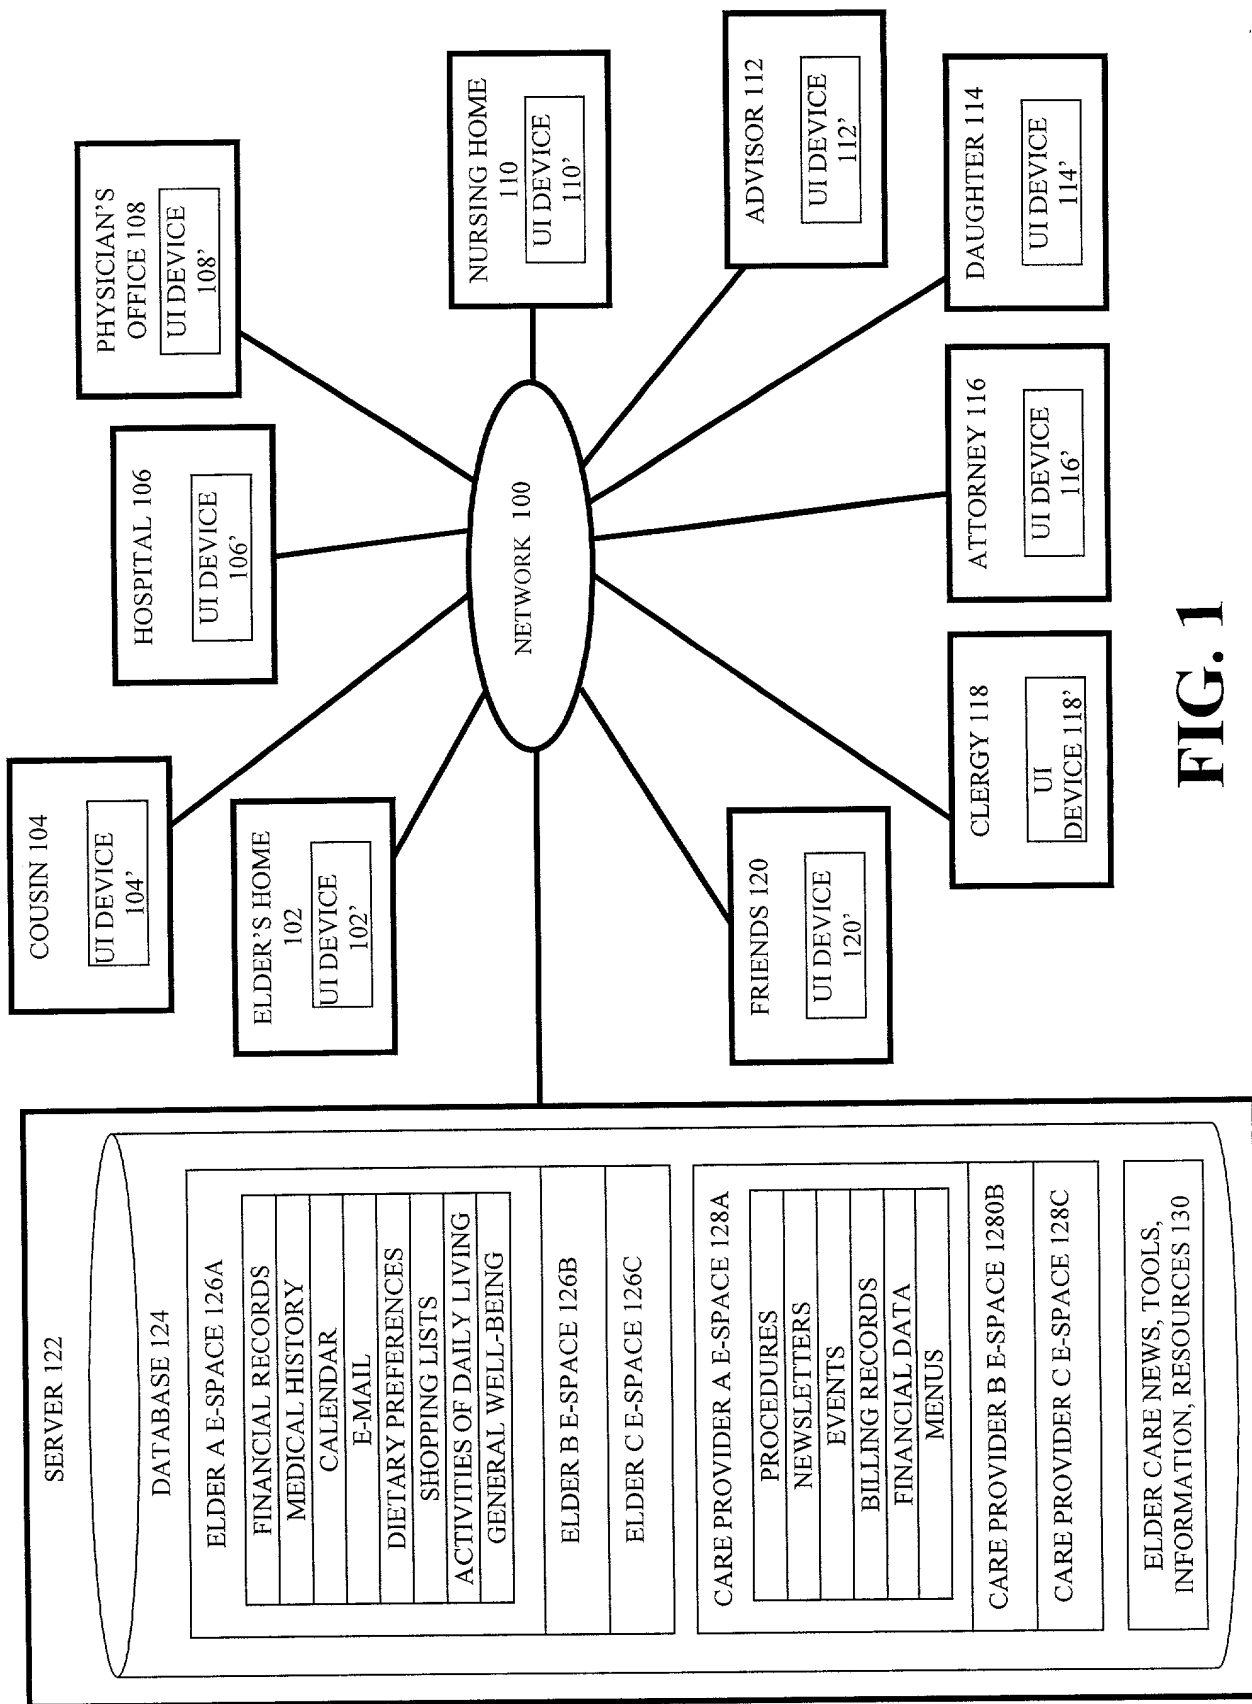 SERVER 122
DATABASE 124
ELDER A E-SPACE 126A
FINANCIAL RECORDS
MEDICAL HISTORY
CALENDAR
E-MAIL
DIETARY PREFERENCES
SHOPPING LISTS
ACTIVITIES OF DAILY LIVING
GENERAL WELL-BEING
ELDER B E-SPACE 126B
ELDER C E-SPACE 126C
CARE PROVIDER A E-SPACE 128A
PROCEDURES
NEWSLETTERS
EVENTS
BILLING RECORDS
FINANCIAL DATA
MENUS
CARE PROVIDER B E-SPACE 1280B
CARE PROVIDER C E-SPACE 128C
ELDER CARE NEWS, TOOLS,
INFORMATION, RESOURCES 130
COUSIN 104
UI DEVICE
104'
ELDER'S HOME
102
UI DEVICE
102'
HOSPITAL 106
UI DEVICE
106'
PHYSICIAN'S
OFFICE 108
UI DEVICE
108'
NURSING HOME
110
UI DEVICE
110'
NETWORK 100
ADVISOR 112
UI DEVICE
112'
DAUGHTER 114
UI DEVICE
114'
ATTORNEY 116
UI DEVICE
116'
CLERGY 118
UI
DEVICE 118'
FRIENDS 120
UI DEVICE
120'
FIG. 1